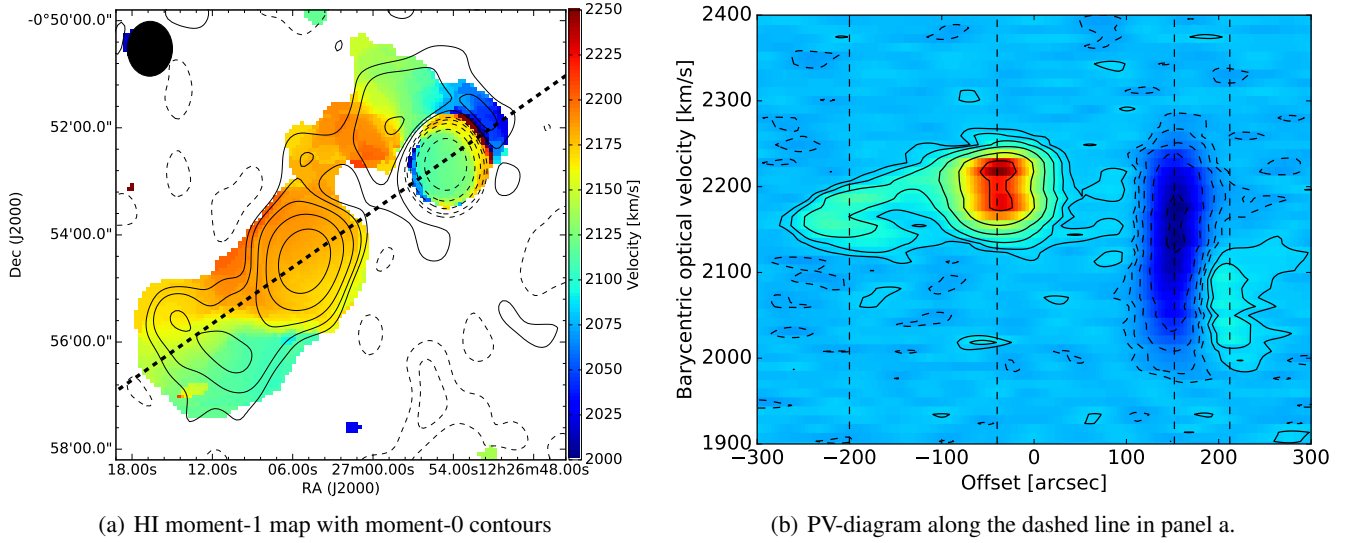 -0°50'00.0"
52'00.0"
54'00.0"
56'00.0"
58'00.0"
Dec (J2000)
18.00s 12.00s 06.00s 27m00.00s 54.00s 26m48.00s
RA (J2000)
2250
2225
2200
2175
2150
2125
2100
2075
2050
2025
2000
Velocity [km/s]
(a) HI moment-1 map with moment-0 contours
2400
2300
2200
2100
2000
1900
Barycentric optical velocity [km/s]
−300 −200 −100 0 100 200 300
Offset [arcsec]
(b) PV-diagram along the dashed line in panel a.